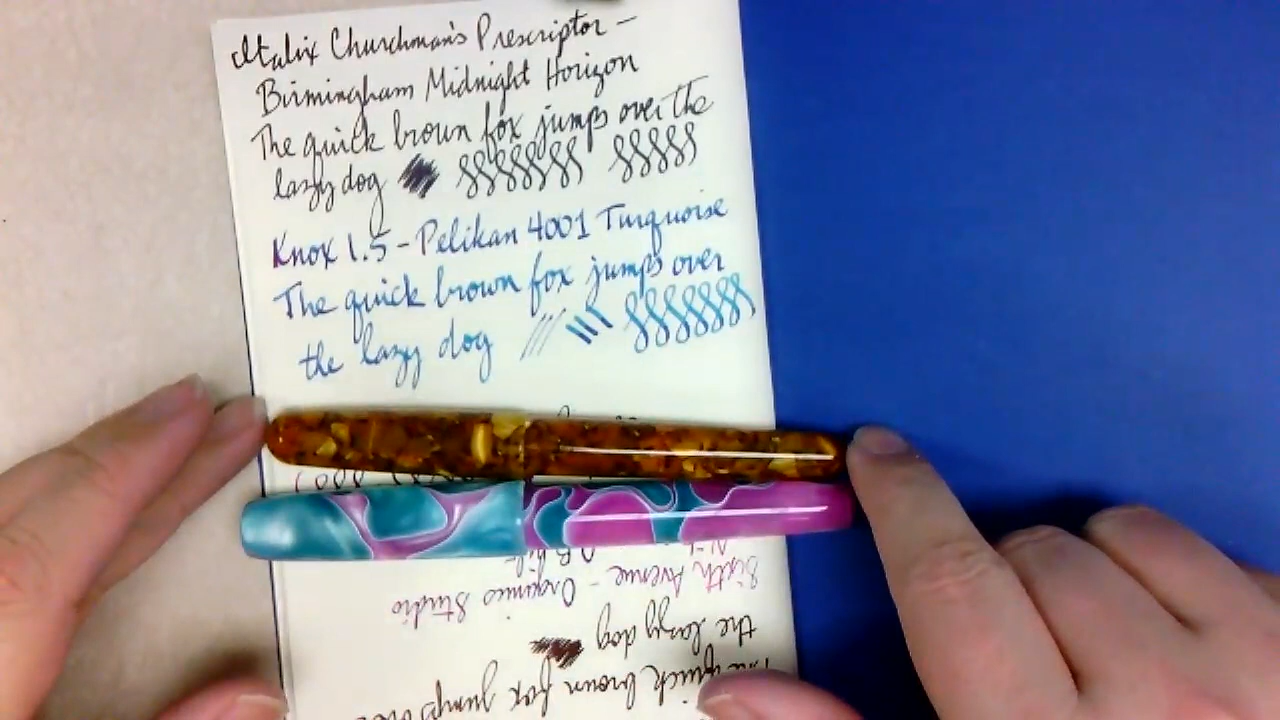 Italix Churchman's Prescriptor –
Birmingham Midnight Horizon
The quick brown fox jumps over the
lazy dog
Knox 1.5 – Pelikan 4001 Turquoise
The quick brown fox jumps over
the lazy dog
The quick brown fox jumps
the lazy dog
Sixth Avenue – Organics Studio